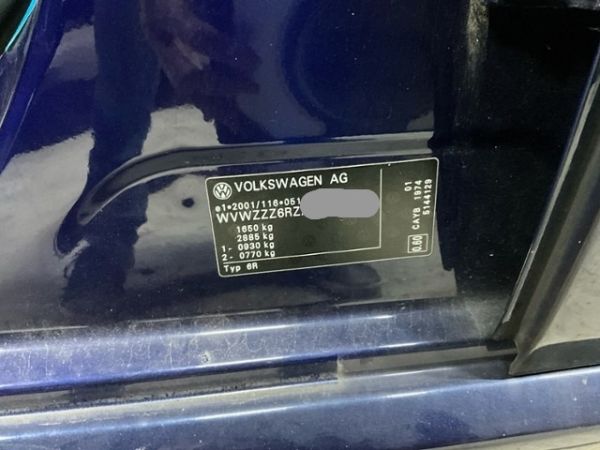 VOLKSWAGEN AG
e1*2001/116*051
WVWZZZ6RZ
1650 kg
2885 kg
1- 0930 kg
2- 0770 kg
Typ 6R
01
CAYB 1974
0.60
5144129